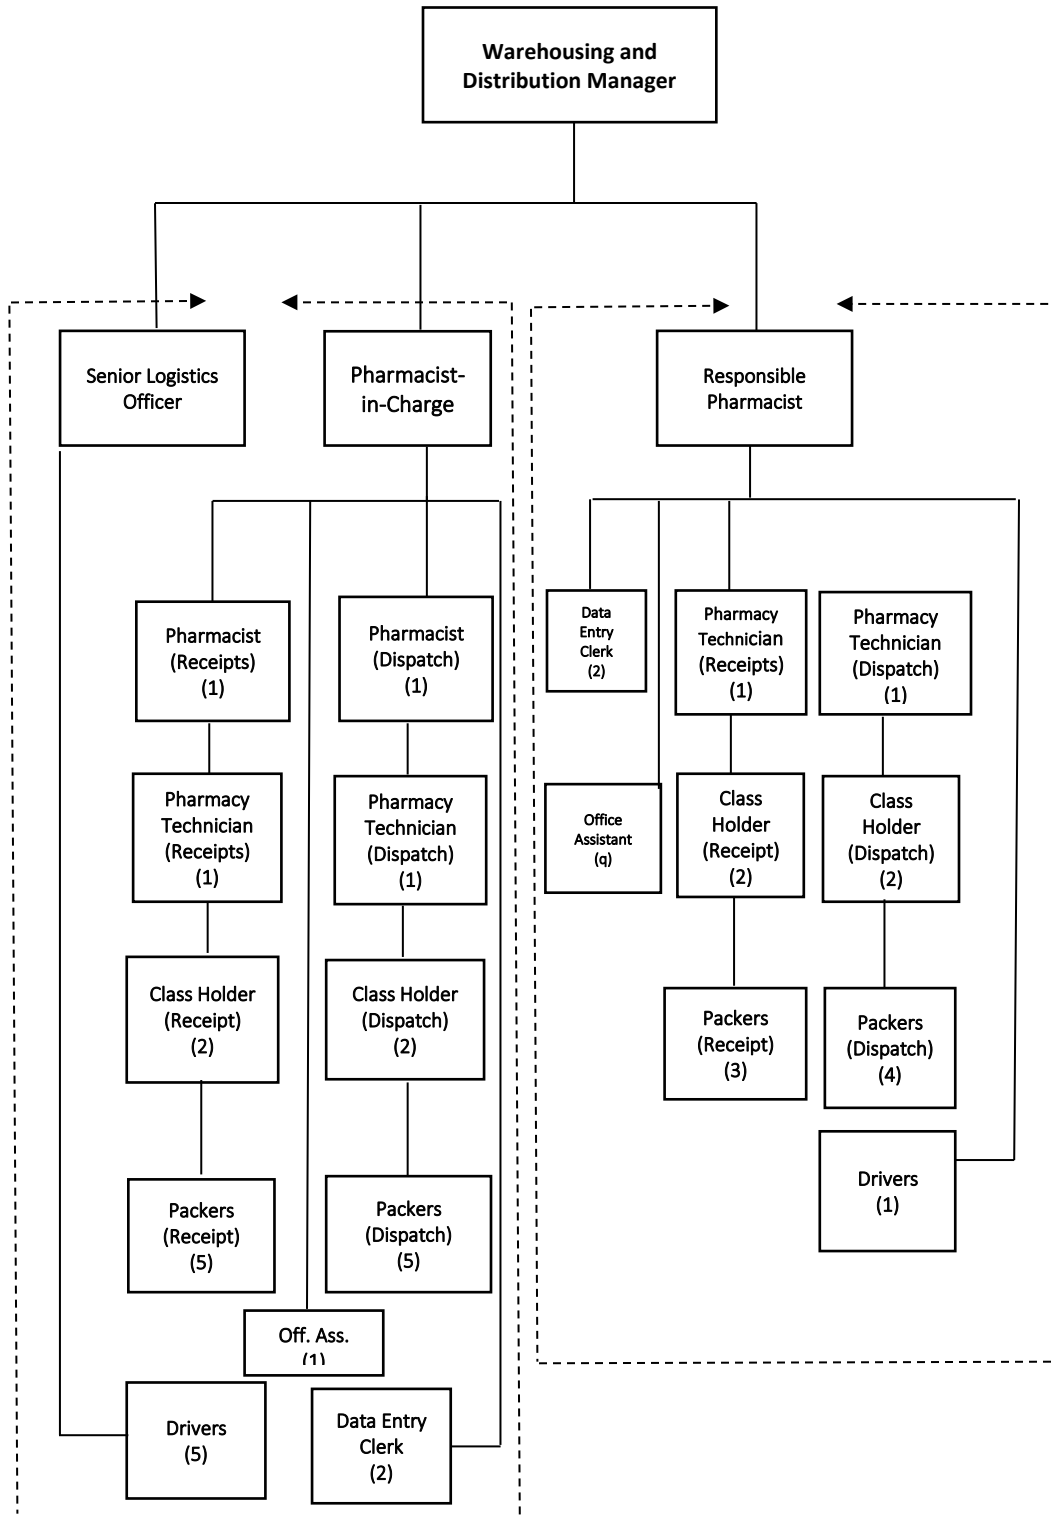 Warehousing and
Distribution Manager
Senior Logistics
Officer
Pharmacist-
in-Charge
Responsible
Pharmacist
Pharmacist
(Receipts)
(1)
Pharmacist
(Dispatch)
(1)
Data
Entry
Clerk
(2)
Pharmacy
Technician
(Receipts)
(1)
Pharmacy
Technician
(Dispatch)
(1)
Pharmacy
Technician
(Receipts)
(1)
Pharmacy
Technician
(Dispatch)
(1)
Office
Assistant
(q)
Class
Holder
(Receipt)
(2)
Class
Holder
(Dispatch)
(2)
Class Holder
(Receipt)
(2)
Class Holder
(Dispatch)
(2)
Packers
(Receipt)
(3)
Packers
(Dispatch)
(4)
Packers
(Receipt)
(5)
Packers
(Dispatch)
(5)
Drivers
(1)
Off. Ass.
(1)
Drivers
(5)
Data Entry
Clerk
(2)